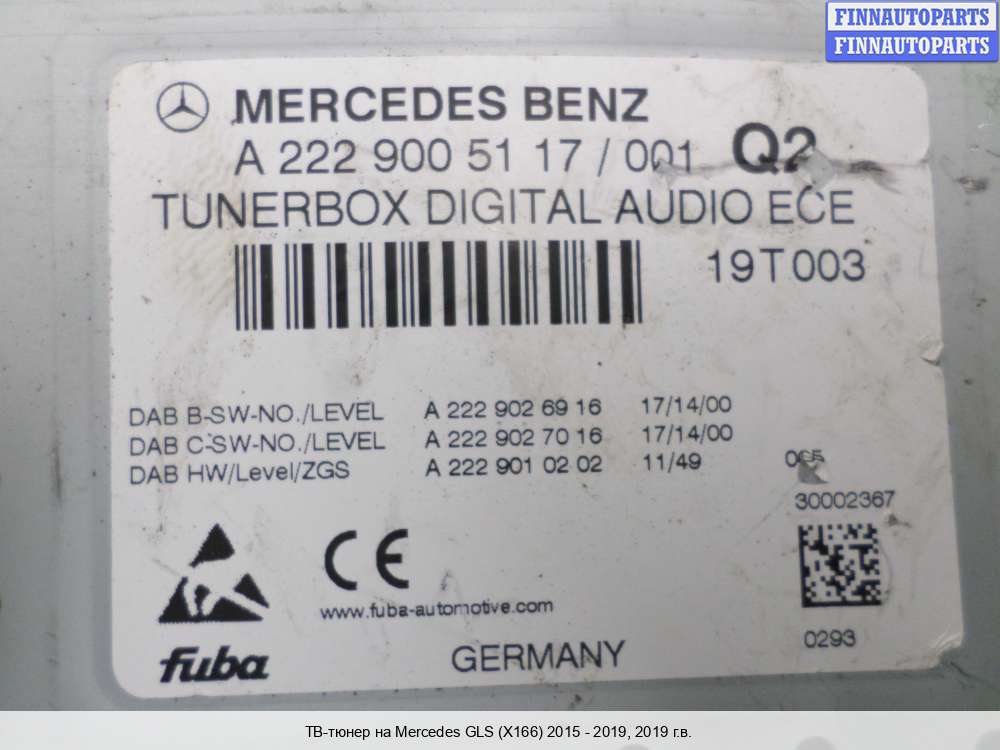 FINNAUTOPARTS
FINNAUTOPARTS
MERCEDES BENZ
A 222 900 51 17 / 001 Q2
TUNERBOX DIGITAL AUDIO ECE
19T003
DAB B-SW-NO./LEVEL A 222 902 69 16 17/14/00
DAB C-SW-NO./LEVEL A 222 902 70 16 17/14/00
DAB HW/Level/ZGS A 222 901 02 02 11/49
30002367
CE
www.fuba-automotive.com
0293
fuba
GERMANY
ТВ-тюнер на Mercedes GLS (X166) 2015 - 2019, 2019 г.в.